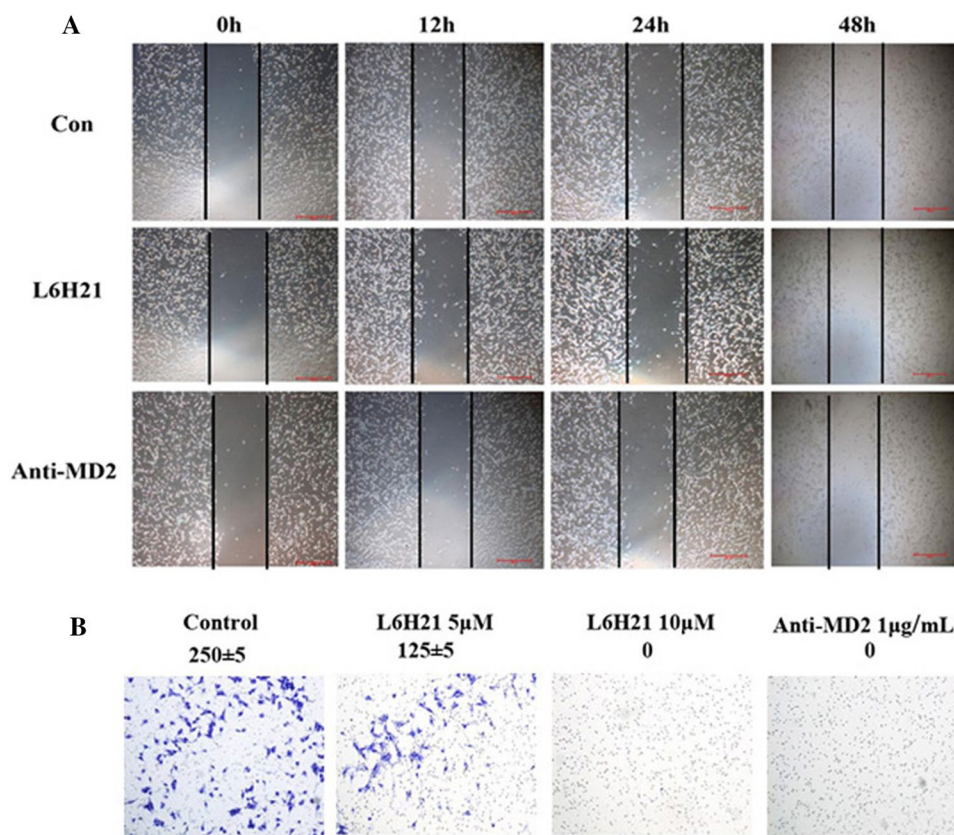 A
0h 12h 24h 48h
Con
L6H21
Anti-MD2
B
Control L6H21 5μM L6H21 10μM Anti-MD2 1μg/mL
250±5 125±5 0 0